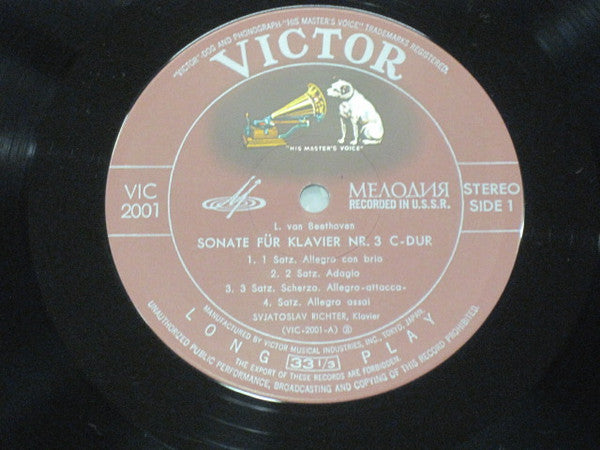 "VICTOR", DOG AND PHONOGRAPH, "HIS MASTER'S VOICE" TRADEMARKS REGISTERED.
VICTOR
"HIS MASTER'S VOICE"
VIC
2001
МЕЛОДИЯ
RECORDED IN U.S.S.R.
STEREO
SIDE 1
L. van Beethoven
SONATE FÜR KLAVIER NR. 3 C-DUR
1. 1 Satz. Allegro con brio
2. 2 Satz. Adagio
3. 3 Satz. Scherzo. Allegro-attacca-
4. Satz. Allegro assai
SVJATOSLAV RICHTER, Klavier
(VIC-2001-A) ③
MANUFACTURED BY VICTOR MUSICAL INDUSTRIES, INC., TOKYO, JAPAN
LONG 33 1/3 PLAY
THE EXPORT OF THESE RECORDS ARE FORBIDDEN.
UNAUTHORIZED PUBLIC PERFORMANCE, BROADCASTING AND COPYING OF THIS RECORD PROHIBITED.